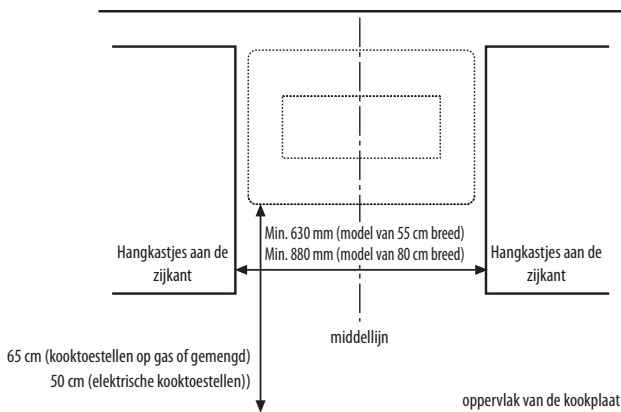 Min. 630 mm (model van 55 cm breed)
Min. 880 mm (model van 80 cm breed)
Hangkastjes aan de
zijkant
Hangkastjes aan de
zijkant
middellijn
65 cm (kooktoestellen op gas of gemengd)
50 cm (elektrische kooktoestellen))
oppervlak van de kookplaat